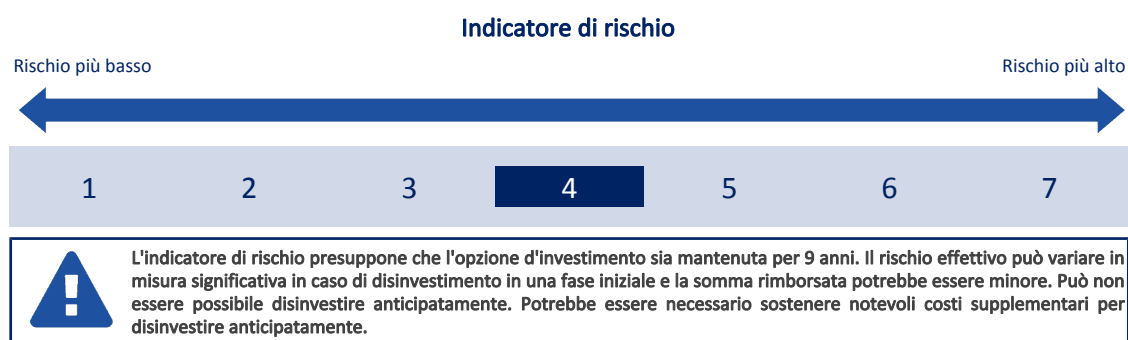 Indicatore di rischio
Rischio più basso
Rischio più alto
1 2 3 4 5 6 7
L'indicatore di rischio presuppone che l'opzione d'investimento sia mantenuta per 9 anni. Il rischio effettivo può variare in
misura significativa in caso di disinvestimento in una fase iniziale e la somma rimborsata potrebbe essere minore. Può non
essere possibile disinvestire anticipatamente. Potrebbe essere necessario sostenere notevoli costi supplementari per
disinvestire anticipatamente.